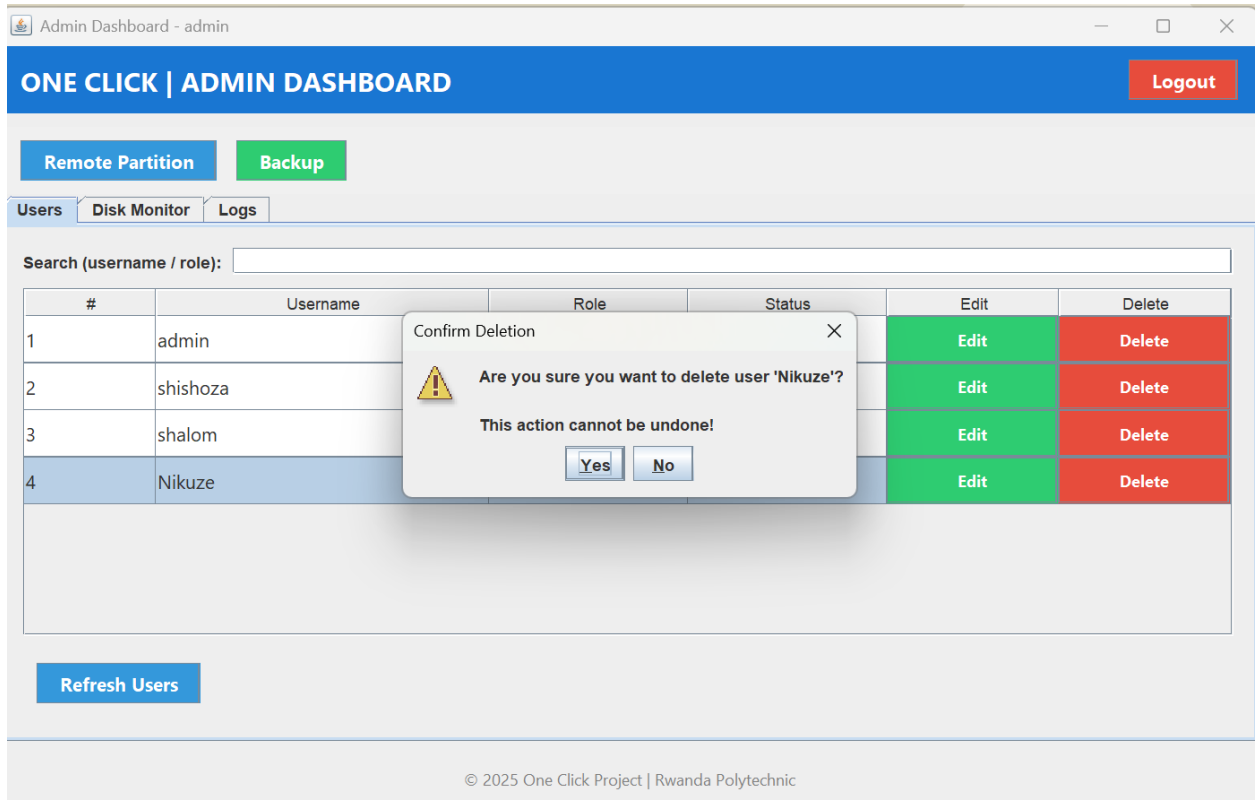 Admin Dashboard - admin
ONE CLICK | ADMIN DASHBOARD
Logout
Remote Partition Backup
Users Disk Monitor Logs
Search (username / role):
# Username Role Status Edit Delete
1 admin Edit Delete
2 shishoza Edit Delete
3 shalom Edit Delete
4 Nikuze Edit Delete
Confirm Deletion
Are you sure you want to delete user 'Nikuze'?
This action cannot be undone!
Yes No
Refresh Users
© 2025 One Click Project | Rwanda Polytechnic